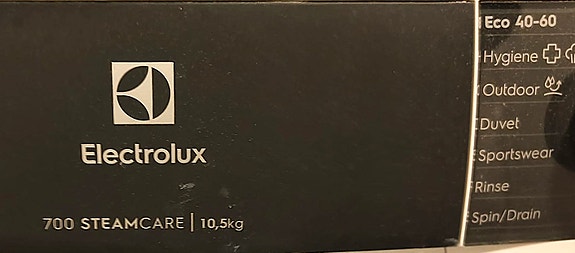 Electrolux
700 STEAMCARE | 10,5kg
Eco 40-60
Hygiene
Outdoor
Duvet
Sportswear
Rinse
Spin/Drain